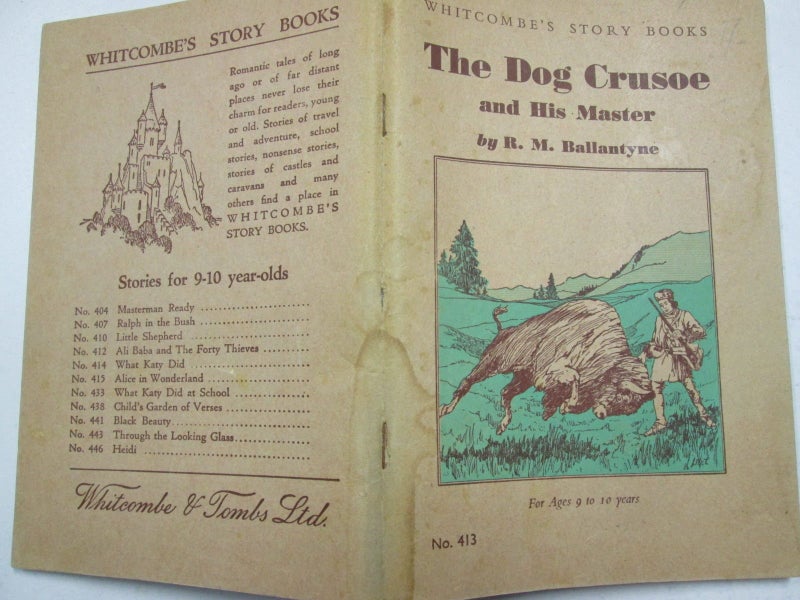 WHITCOMBE'S STORY BOOKS
Romantic tales of long
ago or of far distant
places never lose their
charm for readers, young
or old. Stories of travel
and adventure, school
stories, nonsense stories,
stories of castles and
caravans and many
others find a place in
WHITCOMBE'S
STORY BOOKS.
Stories for 9-10 year-olds
No. 404 Masterman Ready
No. 407 Ralph in the Bush
No. 410 Little Shepherd
No. 412 Ali Baba and The Forty Thieves
No. 414 What Katy Did
No. 415 Alice in Wonderland
No. 433 What Katy Did at School
No. 438 Child's Garden of Verses
No. 441 Black Beauty
No. 443 Through the Looking Glass
No. 446 Heidi
Whitcombe & Tombs Ltd.
WHITCOMBE'S STORY BOOKS
The Dog Crusoe
and His Master
by R. M. Ballantyne
For Ages 9 to 10 years
No. 413